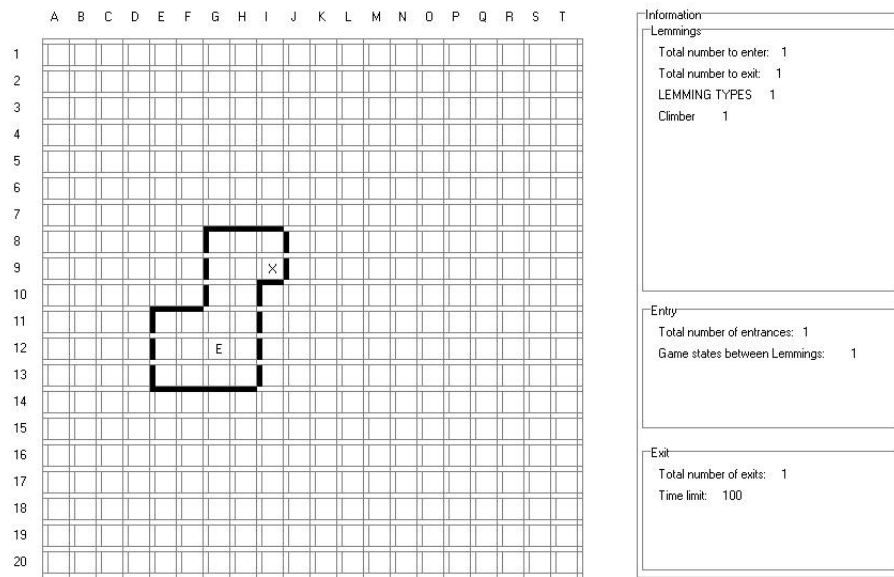 A B C D E F G H I J K L M N O P Q R S T
1
2
3
4
5
6
7
8
9 X
10
11
12 E
13
14
15
16
17
18
19
20
Information
Lemmings
Total number to enter: 1
Total number to exit: 1
LEMMING TYPES 1
Climber 1
Entry
Total number of entrances: 1
Game states between Lemmings: 1
Exit
Total number of exits: 1
Time limit: 100